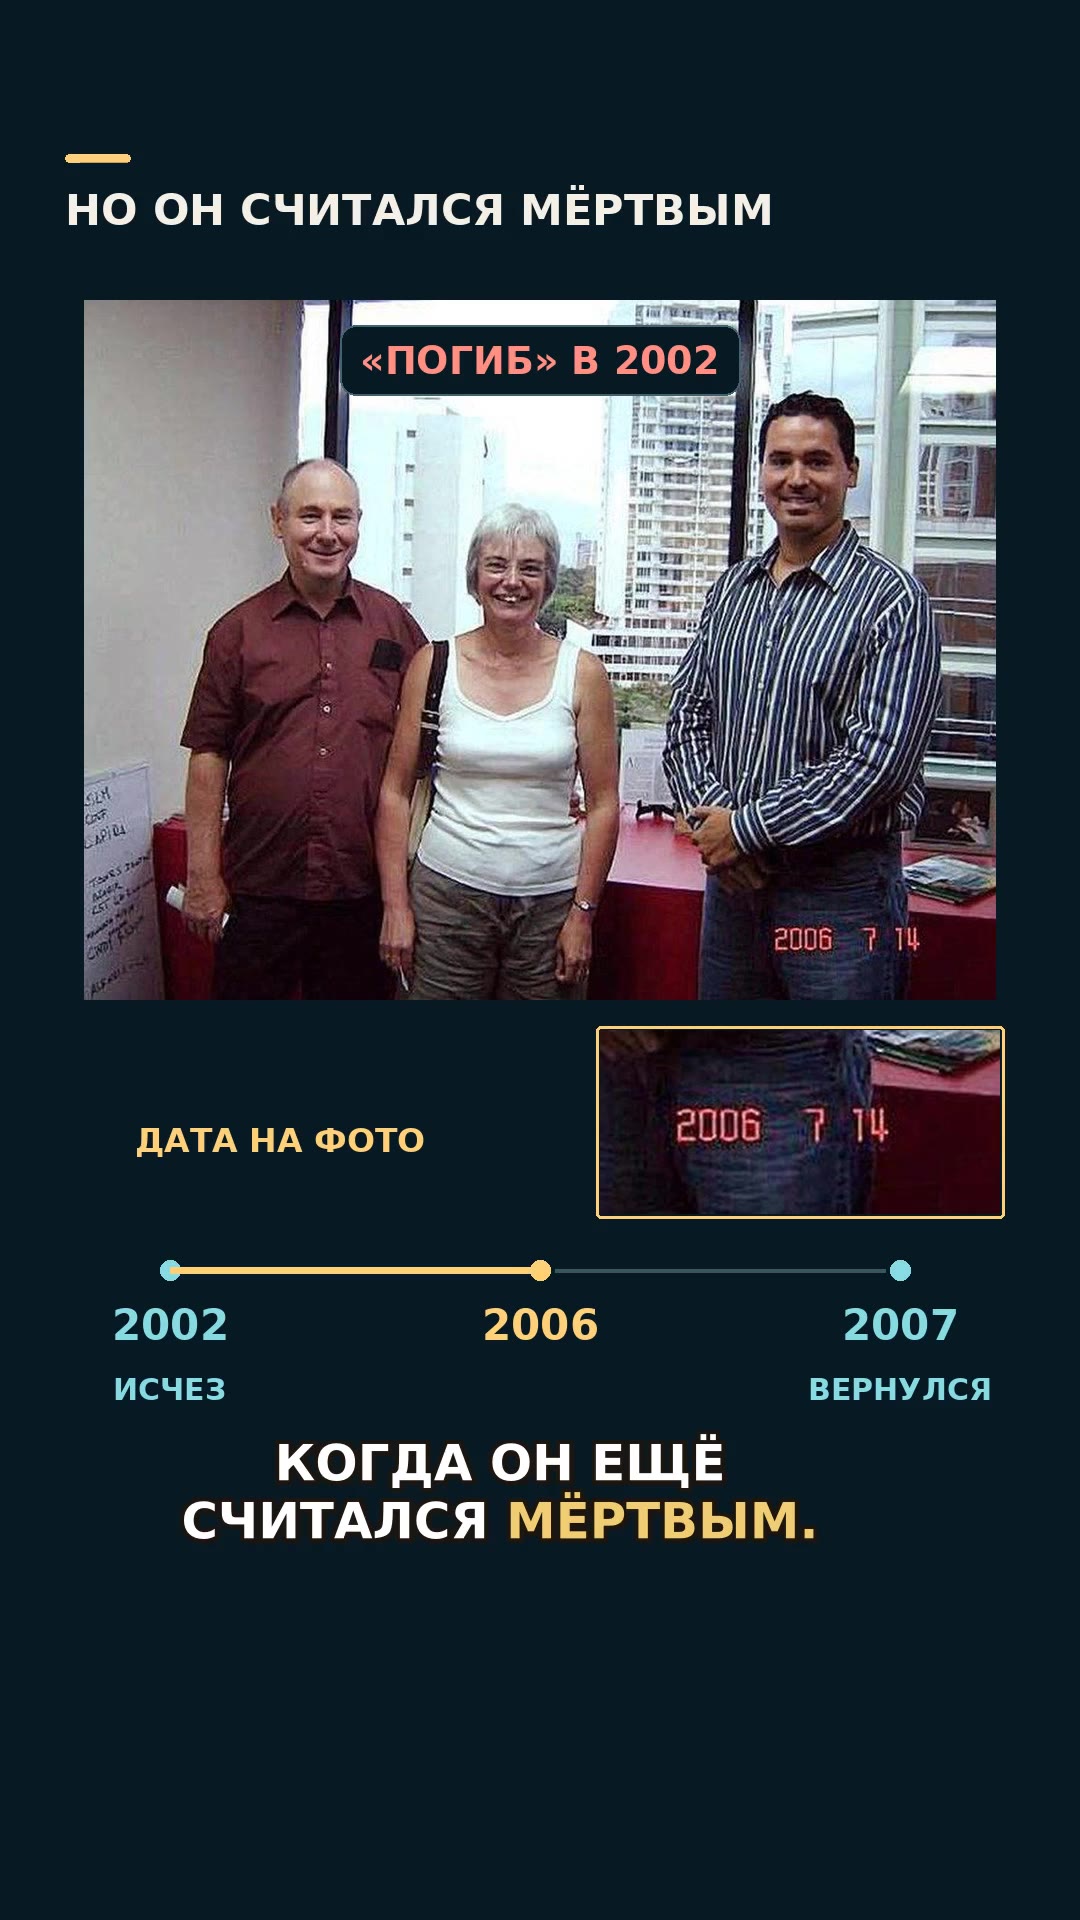 НО ОН СЧИТАЛСЯ МЁРТВЫМ
«ПОГИБ» В 2002
2006 7 14
ДАТА НА ФОТО
2006 7 14
2002 2006 2007
ИСЧЕЗ ВЕРНУЛСЯ
КОГДА ОН ЕЩЁ
СЧИТАЛСЯ МЁРТВЫМ.